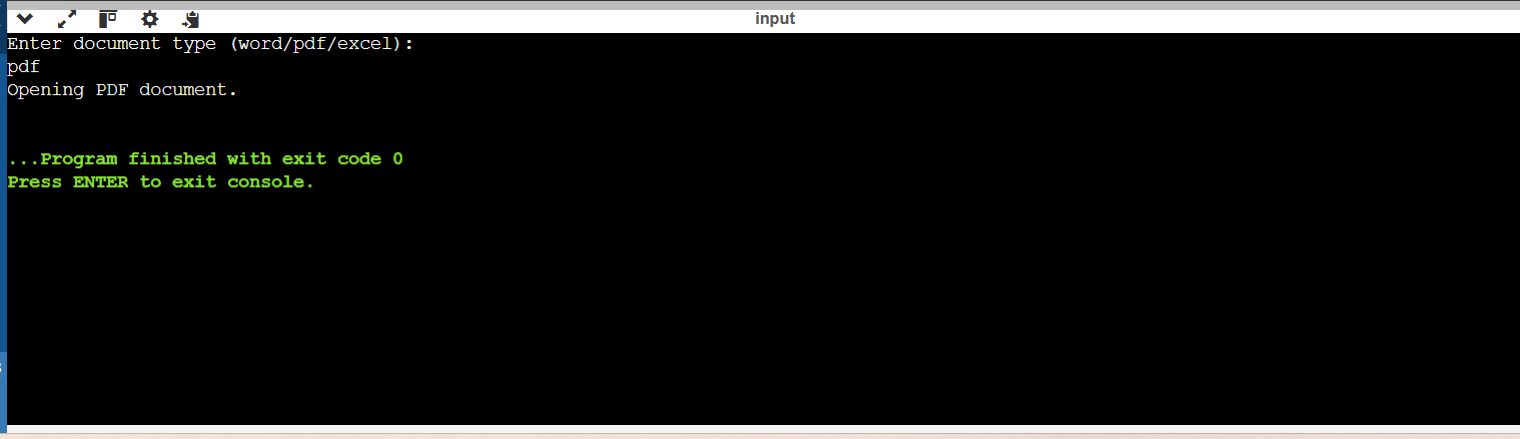 input
Enter document type (word/pdf/excel):
pdf
Opening PDF document.
...Program finished with exit code 0
Press ENTER to exit console.